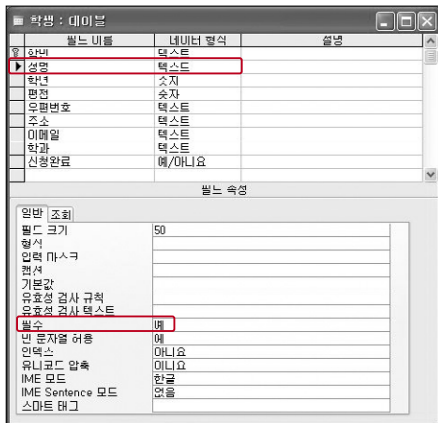 학생 : 테이블
필드 이름 데이터 형식 설명
학번 텍스트
성명 텍스트
학년 숫자
평점 숫자
우편번호 텍스트
주소 텍스트
이메일 텍스트
학과 텍스트
신청완료 예/아니요
필드 속성
일반 조회
필드 크기 50
형식
입력 마스크
캡션
기본값
유효성 검사 규칙
유효성 검사 텍스트
필수 예
빈 문자열 허용 예
인덱스 아니요
유니코드 압축 아니요
IME 모드 한글
IME Sentence 모드 없음
스마트 태그